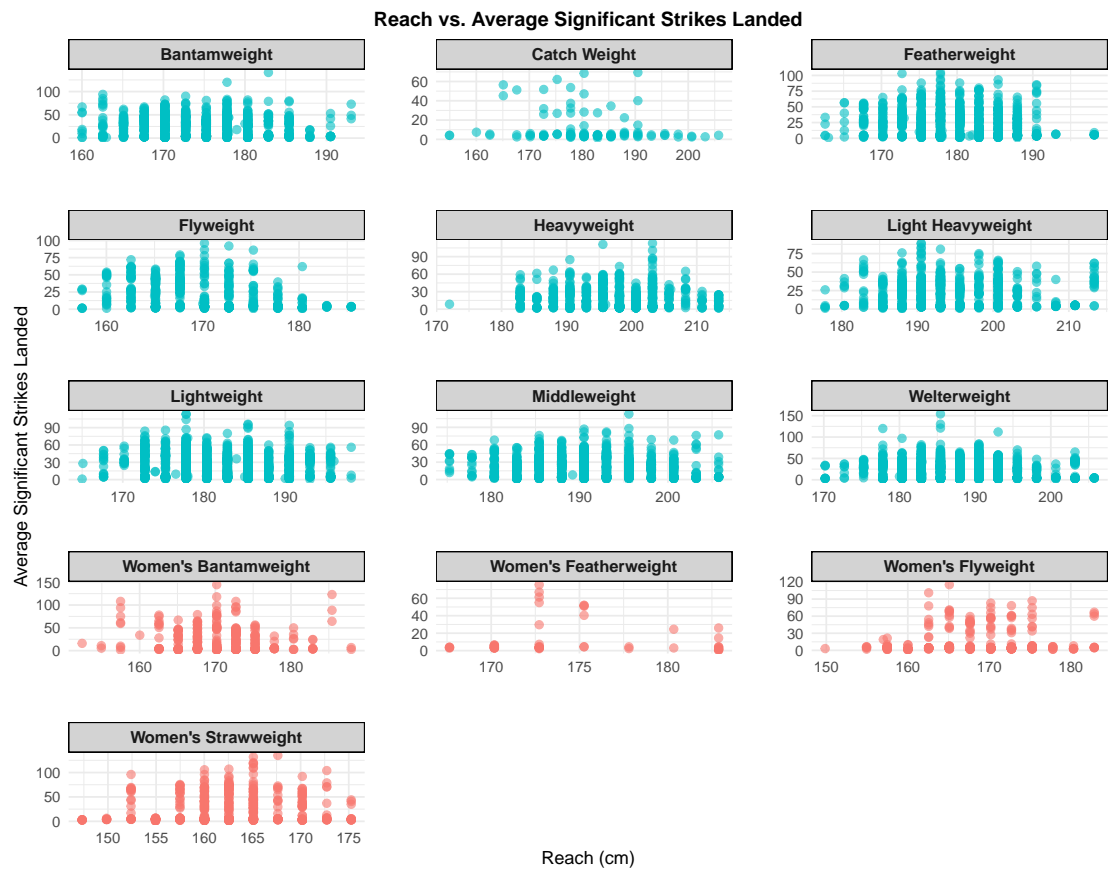 Reach vs. Average Significant Strikes Landed
Bantamweight
Catch Weight
Featherweight
100
50
0
160 170 180 190
60
40
20
0
160 170 180 190 200
100
75
50
25
0
170 180 190
Flyweight
Heavyweight
Light Heavyweight
100
75
50
25
0
160 170 180
90
60
30
0
170 180 190 200 210
75
50
25
0
180 190 200 210
Lightweight
Middleweight
Welterweight
90
60
30
0
170 180 190
90
60
30
0
180 190 200
150
100
50
0
170 180 190 200
Women's Bantamweight
Women's Featherweight
Women's Flyweight
150
100
50
0
160 170 180
60
40
20
0
170 175 180
120
90
60
30
0
150 160 170 180
Women's Strawweight
100
50
0
150 155 160 165 170 175
Average Significant Strikes Landed
Reach (cm)